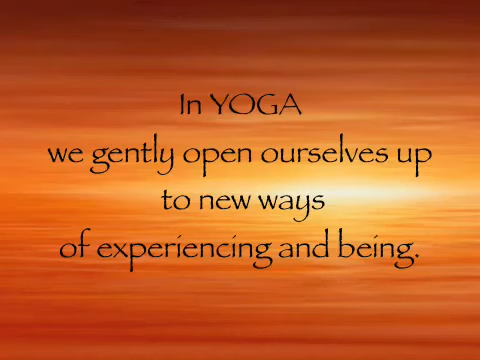 In YOGA
we gently open ourselves up
to new ways
of experiencing and being.